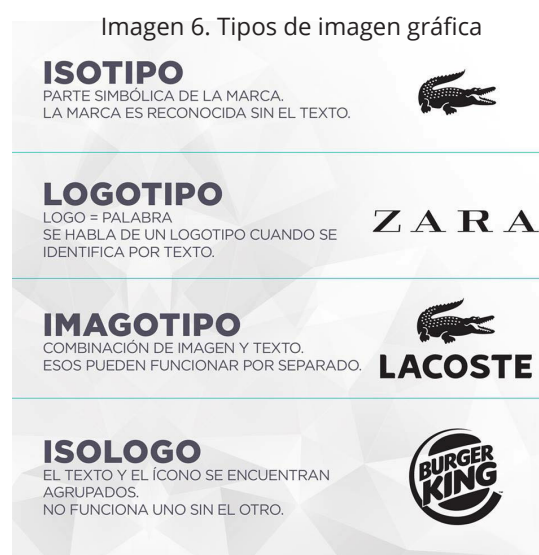 Imagen 6. Tipos de imagen gráfica
ISOTIPO
PARTE SIMBÓLICA DE LA MARCA.
LA MARCA ES RECONOCIDA SIN EL TEXTO.
LOGOTIPO
LOGO = PALABRA
SE HABLA DE UN LOGOTIPO CUANDO SE
IDENTIFICA POR TEXTO.
ZARA
IMAGOTIPO
COMBINACIÓN DE IMAGEN Y TEXTO.
ESOS PUEDEN FUNCIONAR POR SEPARADO.
LACOSTE
ISOLOGO
EL TEXTO Y EL ÍCONO SE ENCUENTRAN
AGRUPADOS.
NO FUNCIONA UNO SIN EL OTRO.
BURGER
KING